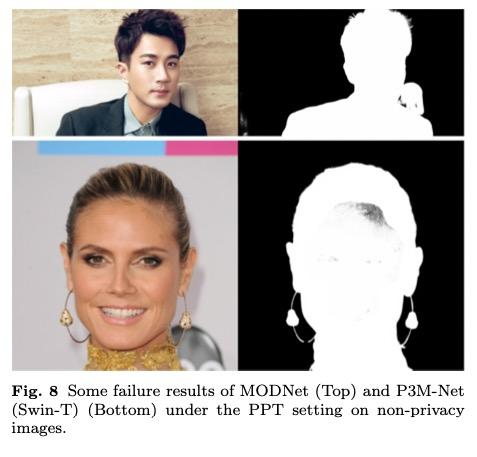 Fig. 8 Some failure results of MODNet (Top) and P3M-Net
(Swin-T) (Bottom) under the PPT setting on non-privacy
images.